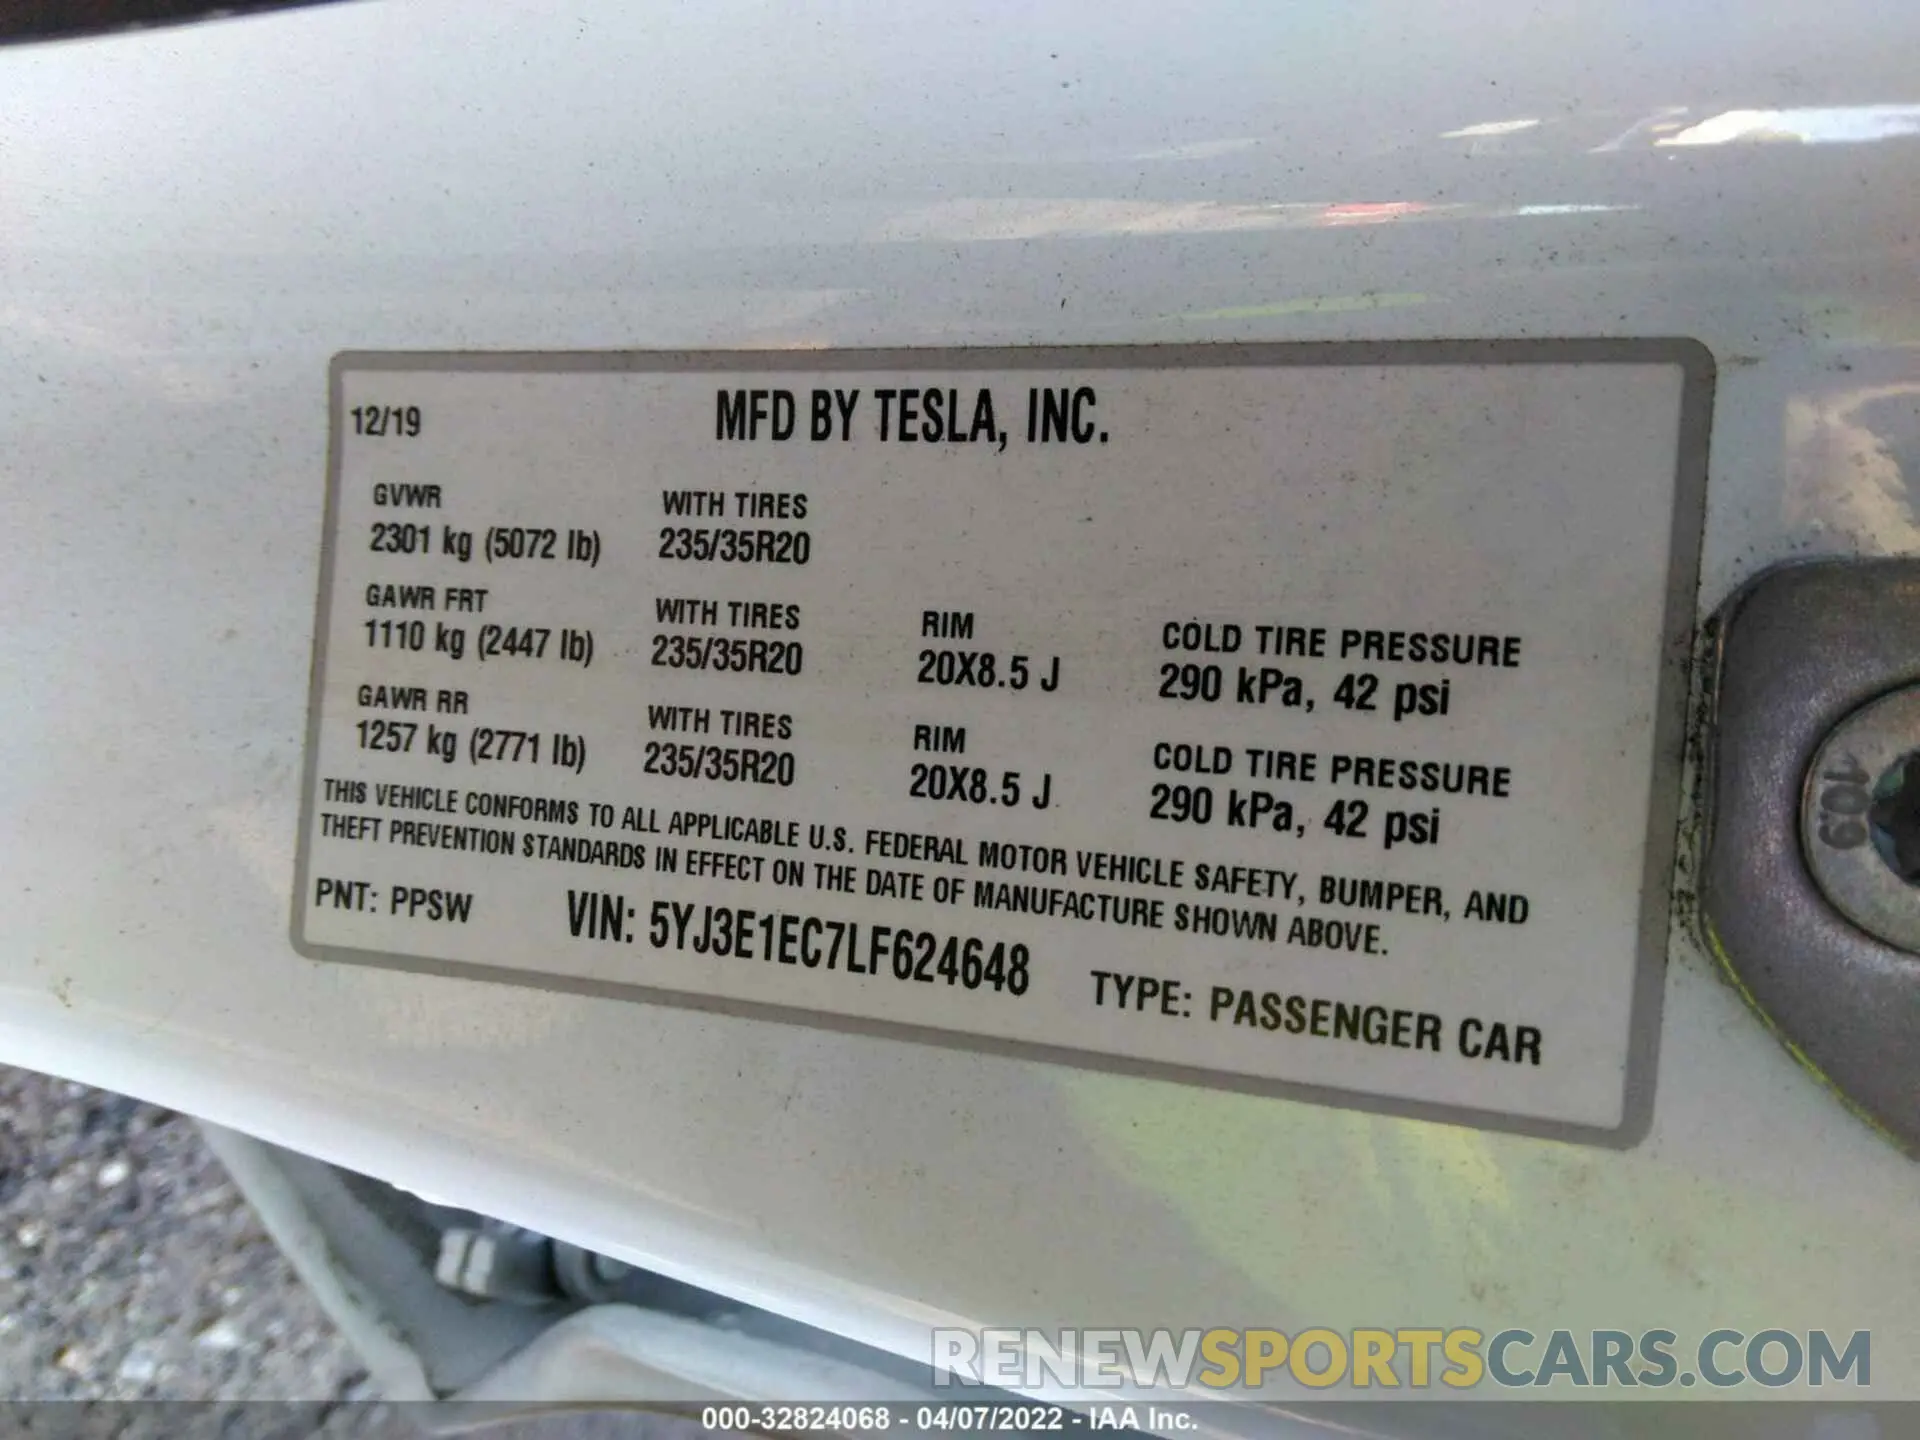 12/19
MFD BY TESLA, INC.
GVWR WITH TIRES
2301 kg (5072 lb) 235/35R20
GAWR FRT WITH TIRES RIM COLD TIRE PRESSURE
1110 kg (2447 lb) 235/35R20 20X8.5 J 290 kPa, 42 psi
GAWR RR WITH TIRES RIM COLD TIRE PRESSURE
1257 kg (2771 lb) 235/35R20 20X8.5 J 290 kPa, 42 psi
THIS VEHICLE CONFORMS TO ALL APPLICABLE U.S. FEDERAL MOTOR VEHICLE SAFETY, BUMPER, AND
THEFT PREVENTION STANDARDS IN EFFECT ON THE DATE OF MANUFACTURE SHOWN ABOVE.
PNT: PPSW VIN: 5YJ3E1EC7LF624648 TYPE: PASSENGER CAR
10.9
RENEWSPORTSCARS.COM
000-32824068 - 04/07/2022 - IAA Inc.